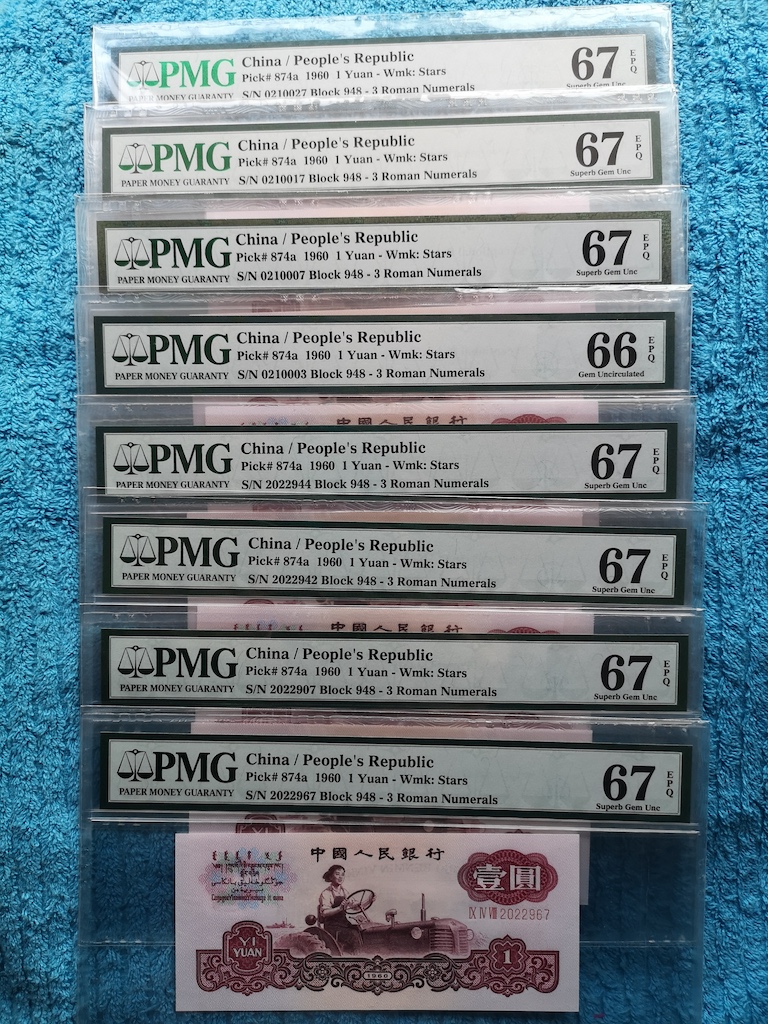 PMG
PAPER MONEY GUARANTY
China / People's Republic
Pick# 874a 1960 1 Yuan - Wmk: Stars
S/N 0210027 Block 948 - 3 Roman Numerals
67 EPQ
Superb Gem Unc
PMG
PAPER MONEY GUARANTY
China / People's Republic
Pick# 874a 1960 1 Yuan - Wmk: Stars
S/N 0210017 Block 948 - 3 Roman Numerals
67 EPQ
Superb Gem Unc
PMG
PAPER MONEY GUARANTY
China / People's Republic
Pick# 874a 1960 1 Yuan - Wmk: Stars
S/N 0210007 Block 948 - 3 Roman Numerals
67 EPQ
Superb Gem Unc
PMG
PAPER MONEY GUARANTY
China / People's Republic
Pick# 874a 1960 1 Yuan - Wmk: Stars
S/N 0210003 Block 948 - 3 Roman Numerals
66 EPQ
Gem Uncirculated
中國人民銀行
PMG
PAPER MONEY GUARANTY
China / People's Republic
Pick# 874a 1960 1 Yuan - Wmk: Stars
S/N 2022944 Block 948 - 3 Roman Numerals
67 EPQ
Superb Gem Unc
PMG
PAPER MONEY GUARANTY
China / People's Republic
Pick# 874a 1960 1 Yuan - Wmk: Stars
S/N 2022942 Block 948 - 3 Roman Numerals
67 EPQ
Superb Gem Unc
中國人民銀行
PMG
PAPER MONEY GUARANTY
China / People's Republic
Pick# 874a 1960 1 Yuan - Wmk: Stars
S/N 2022907 Block 948 - 3 Roman Numerals
67 EPQ
Superb Gem Unc
PMG
PAPER MONEY GUARANTY
China / People's Republic
Pick# 874a 1960 1 Yuan - Wmk: Stars
S/N 2022967 Block 948 - 3 Roman Numerals
67 EPQ
Superb Gem Unc
中國人民銀行
壹圓
IX IV VIII 2022967
YI
YUAN
1960
1